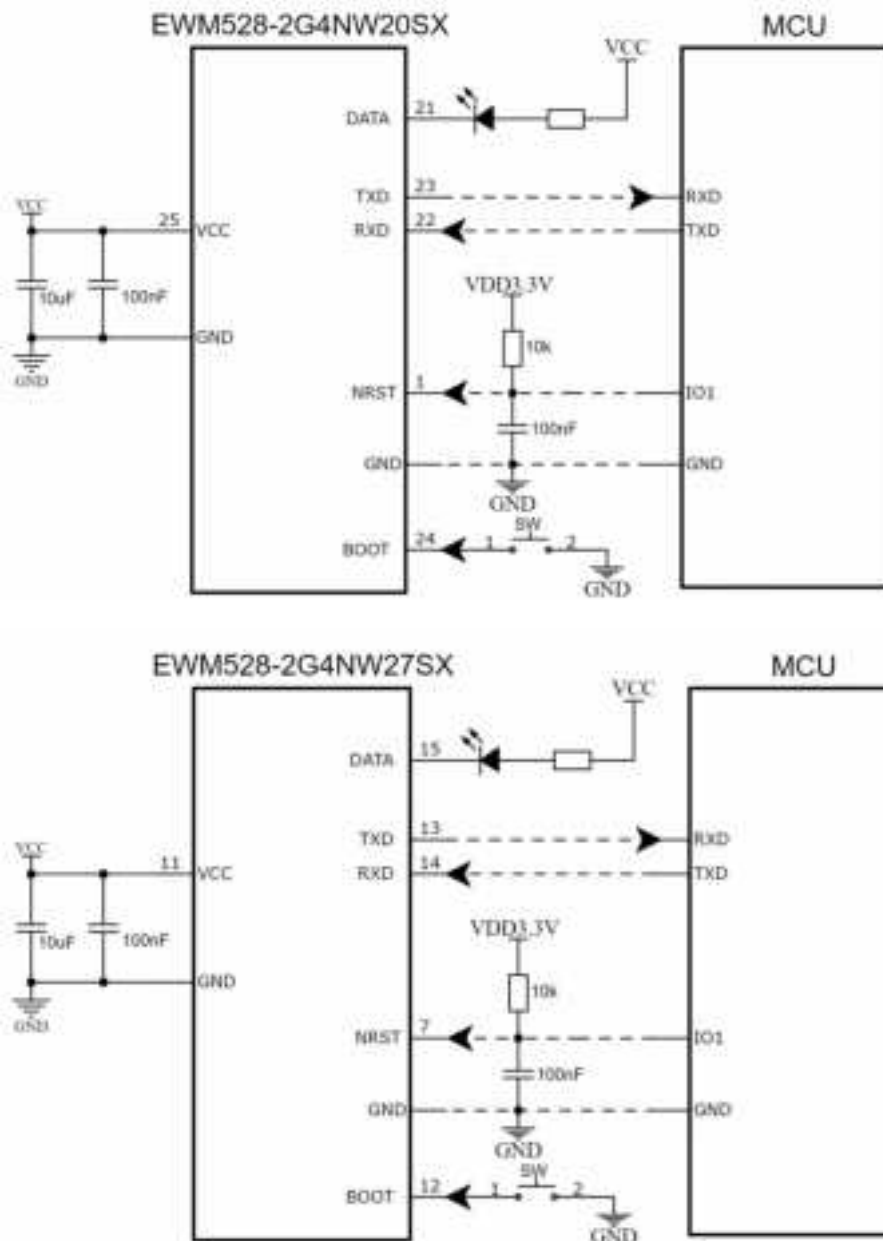 EWM528-2G4NW20SX MCU
VCC
DATA 21
TXD 23 RXD
RXD 22 TXD
VCC
25 VCC
10uF 100nF
GND
GND
VDD3.3V
10k
NRST 1 IO1
100nF
GND GND
GND
SW
BOOT 24 1 2
GND
EWM528-2G4NW27SX MCU
VCC
DATA 15
TXD 13 RXD
RXD 14 TXD
VCC
11 VCC
10uF 100nF
GND
GND
VDD3.3V
10k
NRST 7 IO1
100nF
GND GND
GND
SW
BOOT 12 1 2
GND